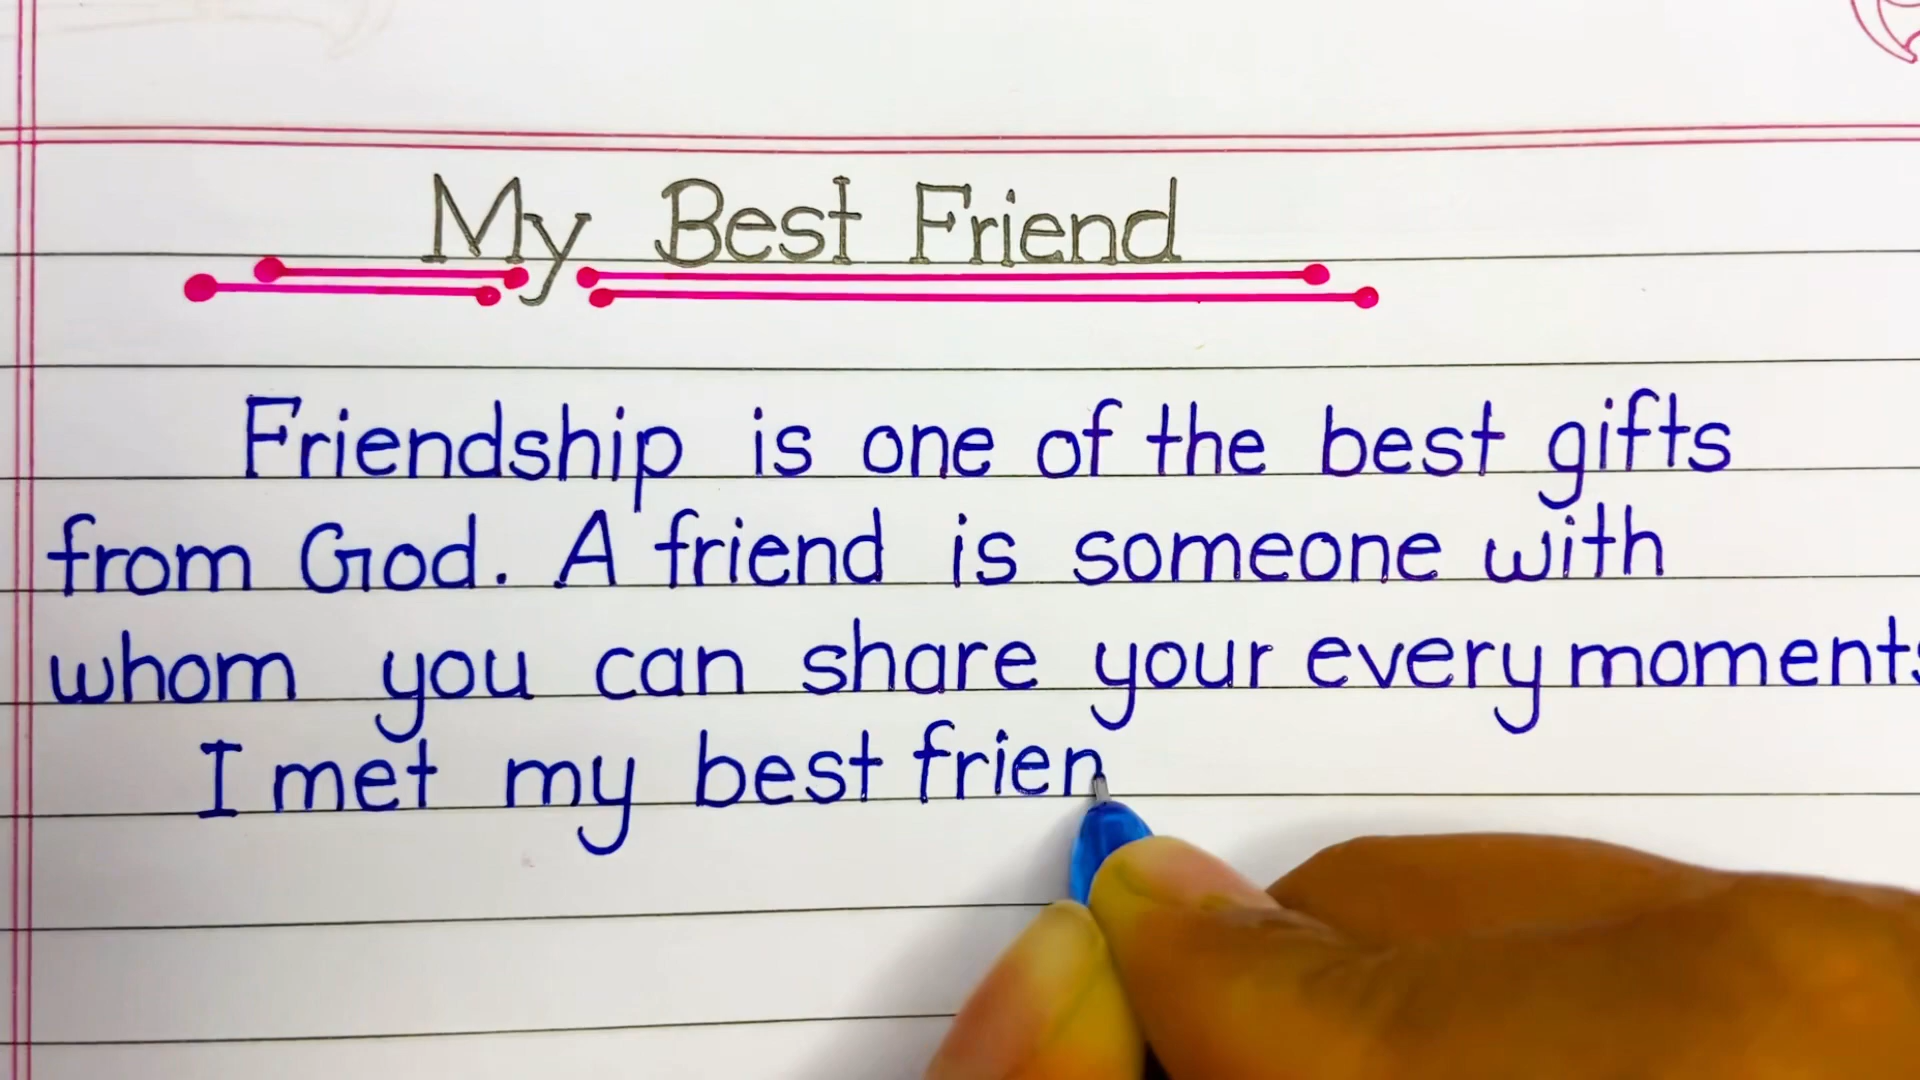 My Best Friend
Friendship is one of the best gifts
from God. A friend is someone with
whom you can share your every moments
I met my best frien